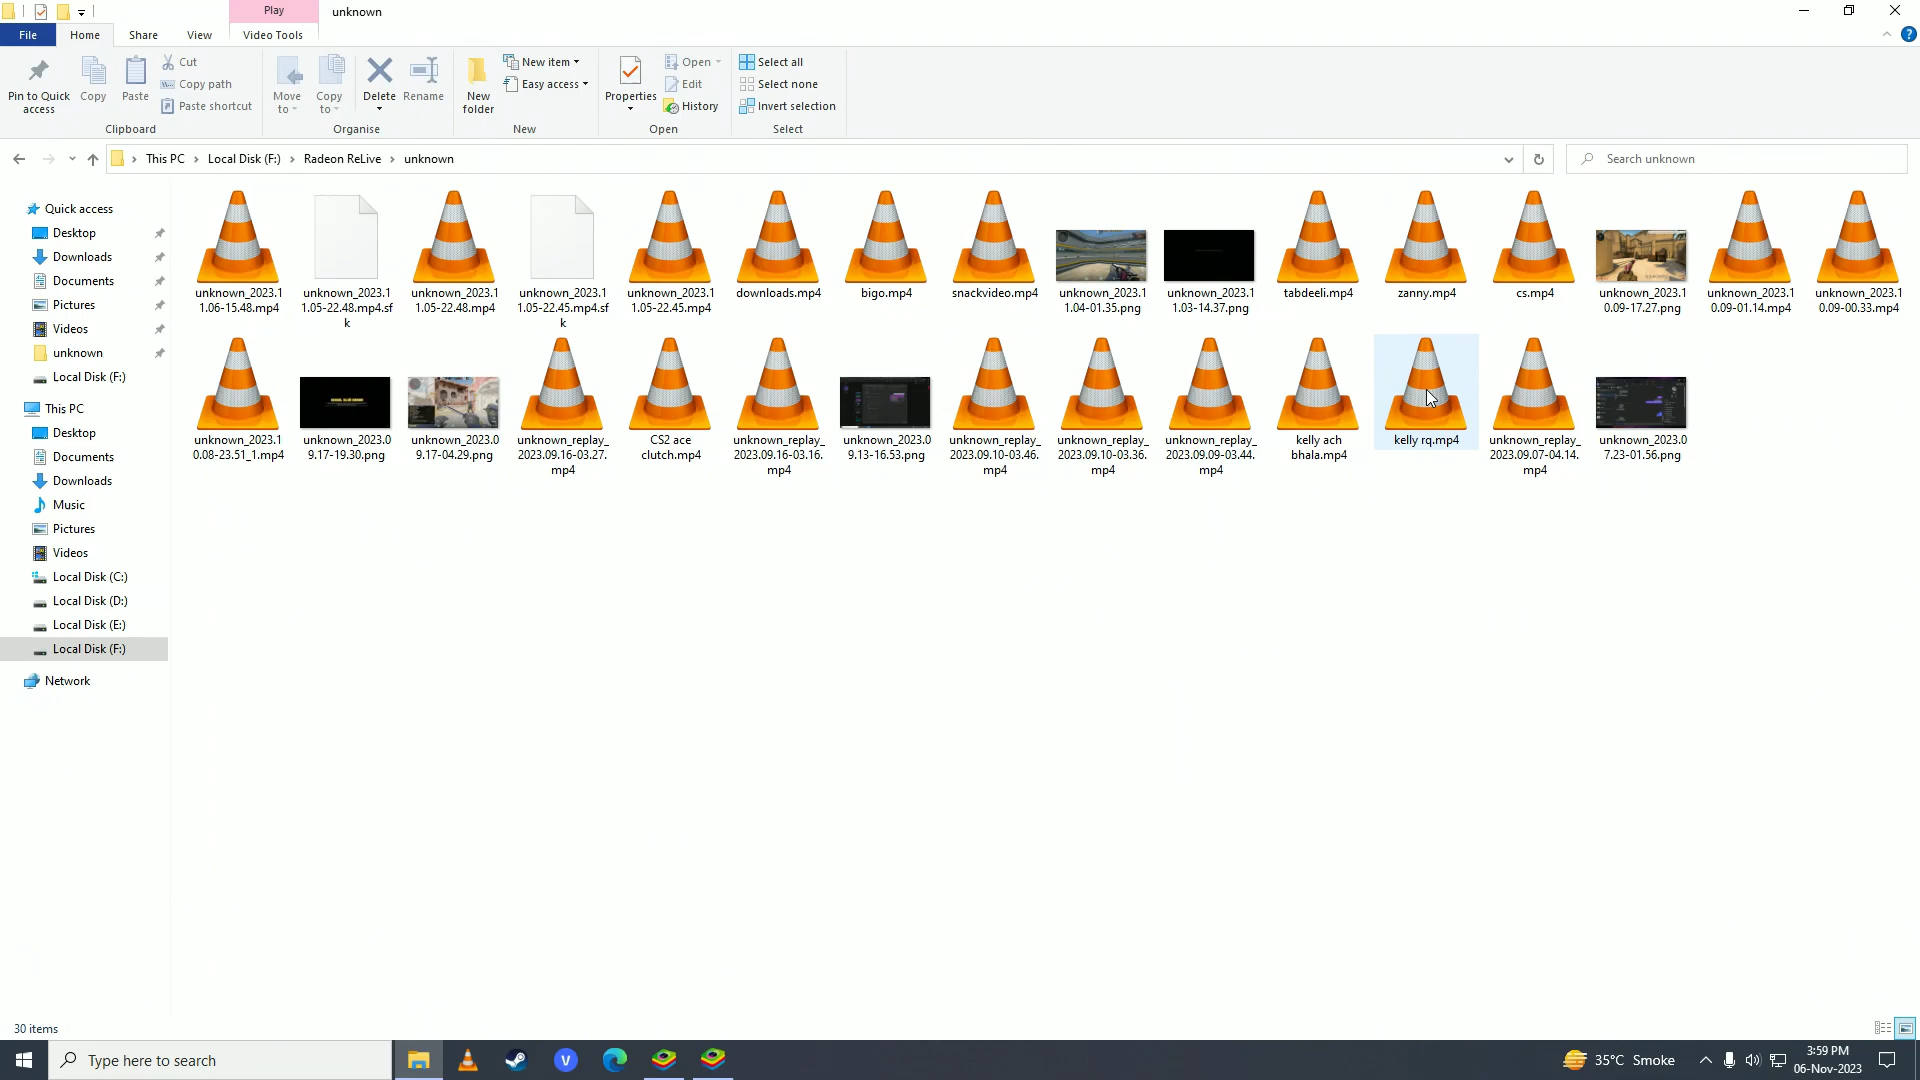 Play
unknown
File
Home
Share
View
Video Tools
Pin to Quick access
Copy
Paste
Cut
Copy path
Paste shortcut
Clipboard
Move to
Copy to
Delete
Rename
Organise
New folder
New item
Easy access
New
Properties
Open
Edit
History
Open
Select all
Select none
Invert selection
Select
This PC
Local Disk (F:)
Radeon ReLive
unknown
Search unknown
Quick access
Desktop
Downloads
Documents
Pictures
Videos
unknown
Local Disk (F:)
This PC
Desktop
Documents
Downloads
Music
Pictures
Videos
Local Disk (C:)
Local Disk (D:)
Local Disk (E:)
Local Disk (F:)
Network
unknown_2023.1
1.06-15.48.mp4
unknown_2023.1
1.05-22.48.mp4.sf
k
unknown_2023.1
1.05-22.48.mp4
unknown_2023.1
1.05-22.45.mp4.sf
k
unknown_2023.1
1.05-22.45.mp4
downloads.mp4
bigo.mp4
snackvideo.mp4
unknown_2023.1
1.04-01.35.png
unknown_2023.1
1.03-14.37.png
tabdeeli.mp4
zanny.mp4
cs.mp4
unknown_2023.1
0.09-17.27.png
unknown_2023.1
0.09-01.14.mp4
unknown_2023.1
0.09-00.33.mp4
unknown_2023.1
0.08-23.51_1.mp4
unknown_2023.0
9.17-19.30.png
unknown_2023.0
9.17-04.29.png
unknown_replay_
2023.09.16-03.27.
mp4
CS2 ace
clutch.mp4
unknown_replay_
2023.09.16-03.16.
mp4
unknown_2023.0
9.13-16.53.png
unknown_replay_
2023.09.10-03.46.
mp4
unknown_replay_
2023.09.10-03.36.
mp4
unknown_replay_
2023.09.09-03.44.
mp4
kelly ach
bhala.mp4
kelly rq.mp4
unknown_replay_
2023.09.07-04.14.
mp4
unknown_2023.0
7.23-01.56.png
30 items
Type here to search
35°C Smoke
3:59 PM
06-Nov-2023